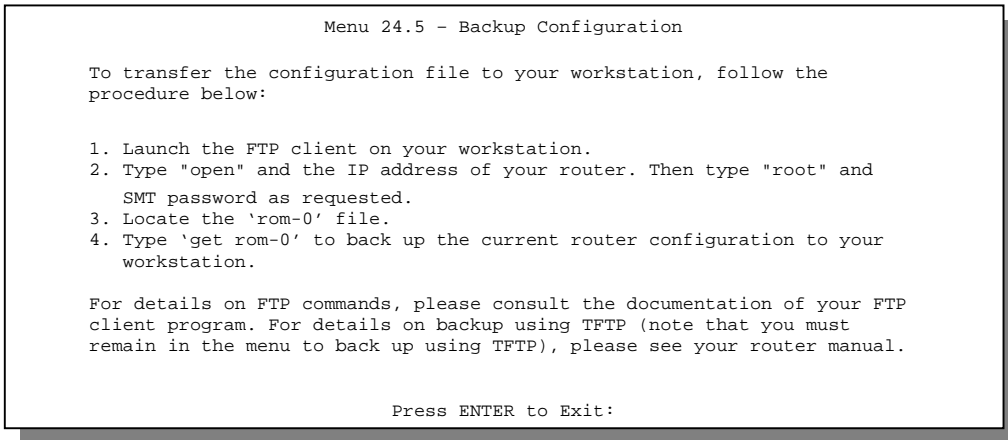 Menu 24.5 – Backup Configuration
To transfer the configuration file to your workstation, follow the
procedure below:
1. Launch the FTP client on your workstation.
2. Type "open" and the IP address of your router. Then type "root" and
SMT password as requested.
3. Locate the ‘rom-0’ file.
4. Type ‘get rom-0’ to back up the current router configuration to your
workstation.
For details on FTP commands, please consult the documentation of your FTP
client program. For details on backup using TFTP (note that you must
remain in the menu to back up using TFTP), please see your router manual.
Press ENTER to Exit: